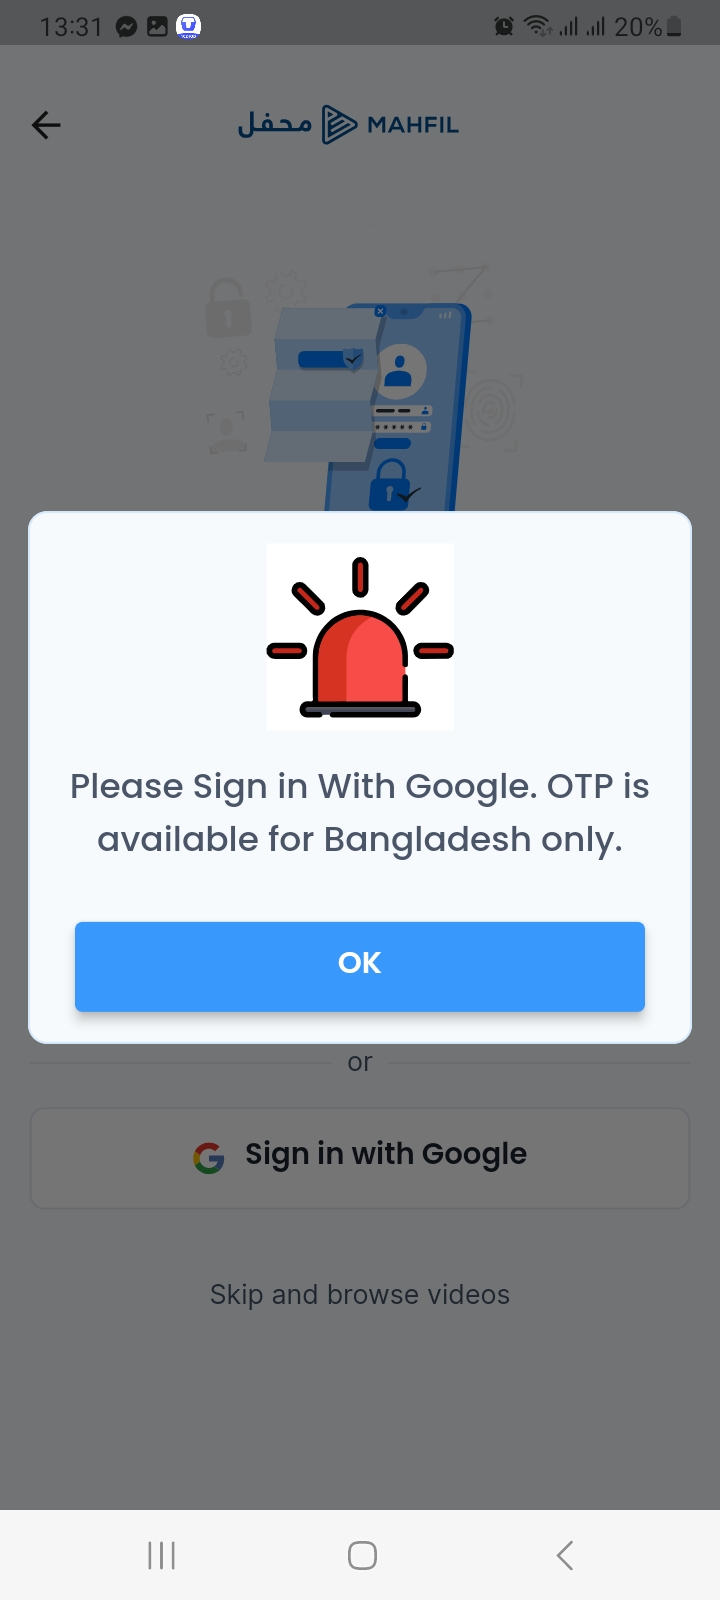 13:31
20%
محفل MAHFIL
Please Sign in With Google. OTP is
available for Bangladesh only.
OK
or
Sign in with Google
Skip and browse videos